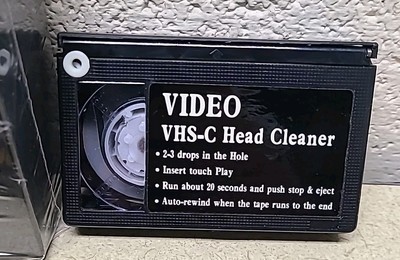 VIDEO
VHS-C Head Cleaner
• 2-3 drops in the Hole
• Insert touch Play
• Run about 20 seconds and push stop & eject
• Auto-rewind when the tape runs to the end